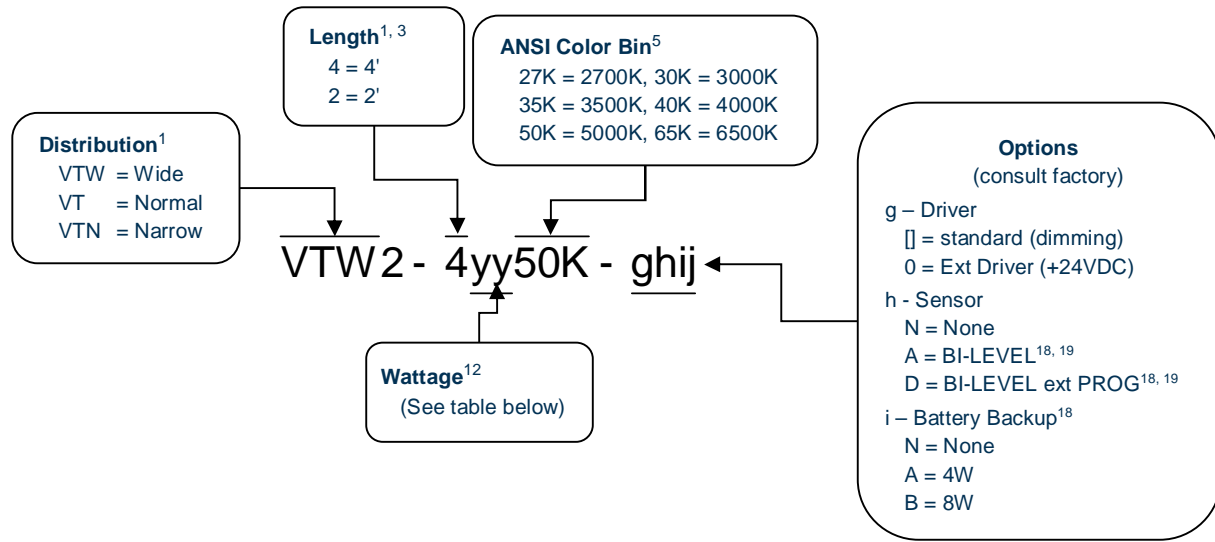 Length1, 3
4 = 4'
2 = 2'
ANSI Color Bin5
27K = 2700K, 30K = 3000K
35K = 3500K, 40K = 4000K
50K = 5000K, 65K = 6500K
Distribution1
VTW = Wide
VT = Normal
VTN = Narrow
VTW2 - 4yy50K - ghij
Wattage12
(See table below)
Options
(consult factory)
g – Driver
[] = standard (dimming)
0 = Ext Driver (+24VDC)
h - Sensor
N = None
A = BI-LEVEL18, 19
D = BI-LEVEL ext PROG18, 19
i – Battery Backup18
N = None
A = 4W
B = 8W